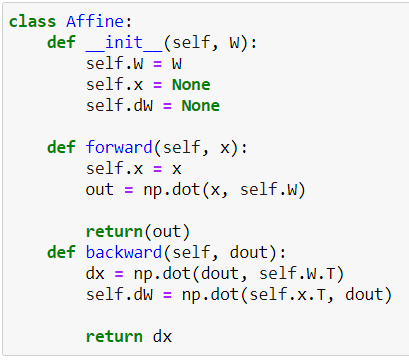 class Affine:
    def __init__(self, W):
        self.W = W
        self.x = None
        self.dW = None

    def forward(self, x):
        self.x = x
        out = np.dot(x, self.W)

        return(out)
    def backward(self, dout):
        dx = np.dot(dout, self.W.T)
        self.dW = np.dot(self.x.T, dout)

        return dx